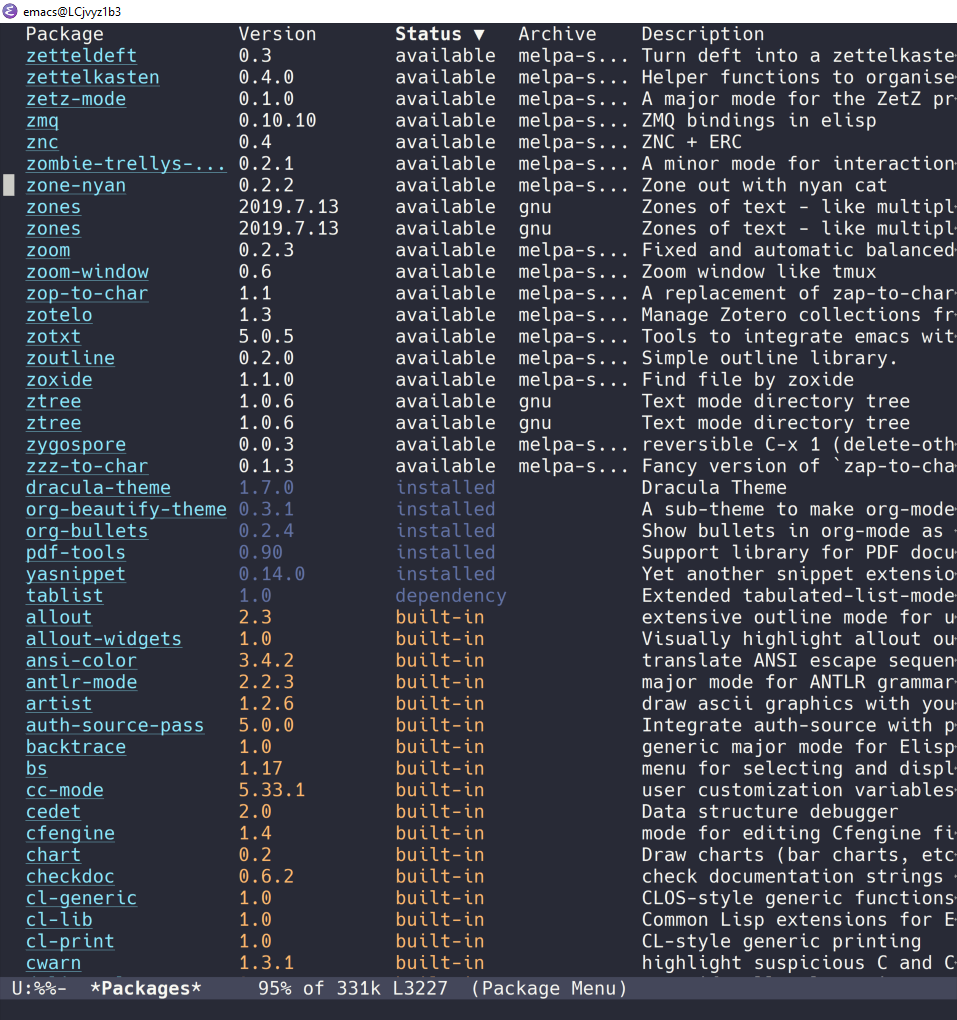 emacs@LCjvyz1b3
Package Version Status ▼ Archive Description
zetteldeft 0.3 available melpa-s... Turn deft into a zettelkaste
zettelkasten 0.4.0 available melpa-s... Helper functions to organise
zetz-mode 0.1.0 available melpa-s... A major mode for the ZetZ pr
zmq 0.10.10 available melpa-s... ZMQ bindings in elisp
znc 0.4 available melpa-s... ZNC + ERC
zombie-trellys-... 0.2.1 available melpa-s... A minor mode for interaction
zone-nyan 0.2.2 available melpa-s... Zone out with nyan cat
zones 2019.7.13 available gnu Zones of text - like multipl
zones 2019.7.13 available gnu Zones of text - like multipl
zoom 0.2.3 available melpa-s... Fixed and automatic balanced
zoom-window 0.6 available melpa-s... Zoom window like tmux
zop-to-char 1.1 available melpa-s... A replacement of zap-to-char
zotelo 1.3 available melpa-s... Manage Zotero collections fr
zotxt 5.0.5 available melpa-s... Tools to integrate emacs wit
zoutline 0.2.0 available melpa-s... Simple outline library.
zoxide 1.1.0 available melpa-s... Find file by zoxide
ztree 1.0.6 available gnu Text mode directory tree
ztree 1.0.6 available gnu Text mode directory tree
zygospore 0.0.3 available melpa-s... reversible C-x 1 (delete-oth
zzz-to-char 0.1.3 available melpa-s... Fancy version of `zap-to-cha
dracula-theme 1.7.0 installed Dracula Theme
org-beautify-theme 0.3.1 installed A sub-theme to make org-mode
org-bullets 0.2.4 installed Show bullets in org-mode as
pdf-tools 0.90 installed Support library for PDF docu
yasnippet 0.14.0 installed Yet another snippet extensio
tablist 1.0 dependency Extended tabulated-list-mode
allout 2.3 built-in extensive outline mode for u
allout-widgets 1.0 built-in Visually highlight allout ou
ansi-color 3.4.2 built-in translate ANSI escape sequen
antlr-mode 2.2.3 built-in major mode for ANTLR grammar
artist 1.2.6 built-in draw ascii graphics with you
auth-source-pass 5.0.0 built-in Integrate auth-source with p
backtrace 1.0 built-in generic major mode for Elisp
bs 1.17 built-in menu for selecting and displ
cc-mode 5.33.1 built-in user customization variables
cedet 2.0 built-in Data structure debugger
cfengine 1.4 built-in mode for editing Cfengine fi
chart 0.2 built-in Draw charts (bar charts, etc
checkdoc 0.6.2 built-in check documentation strings
cl-generic 1.0 built-in CLOS-style generic functions
cl-lib 1.0 built-in Common Lisp extensions for E
cl-print 1.0 built-in CL-style generic printing
cwarn 1.3.1 built-in highlight suspicious C and C
U:%%- *Packages* 95% of 331k L3227 (Package Menu)